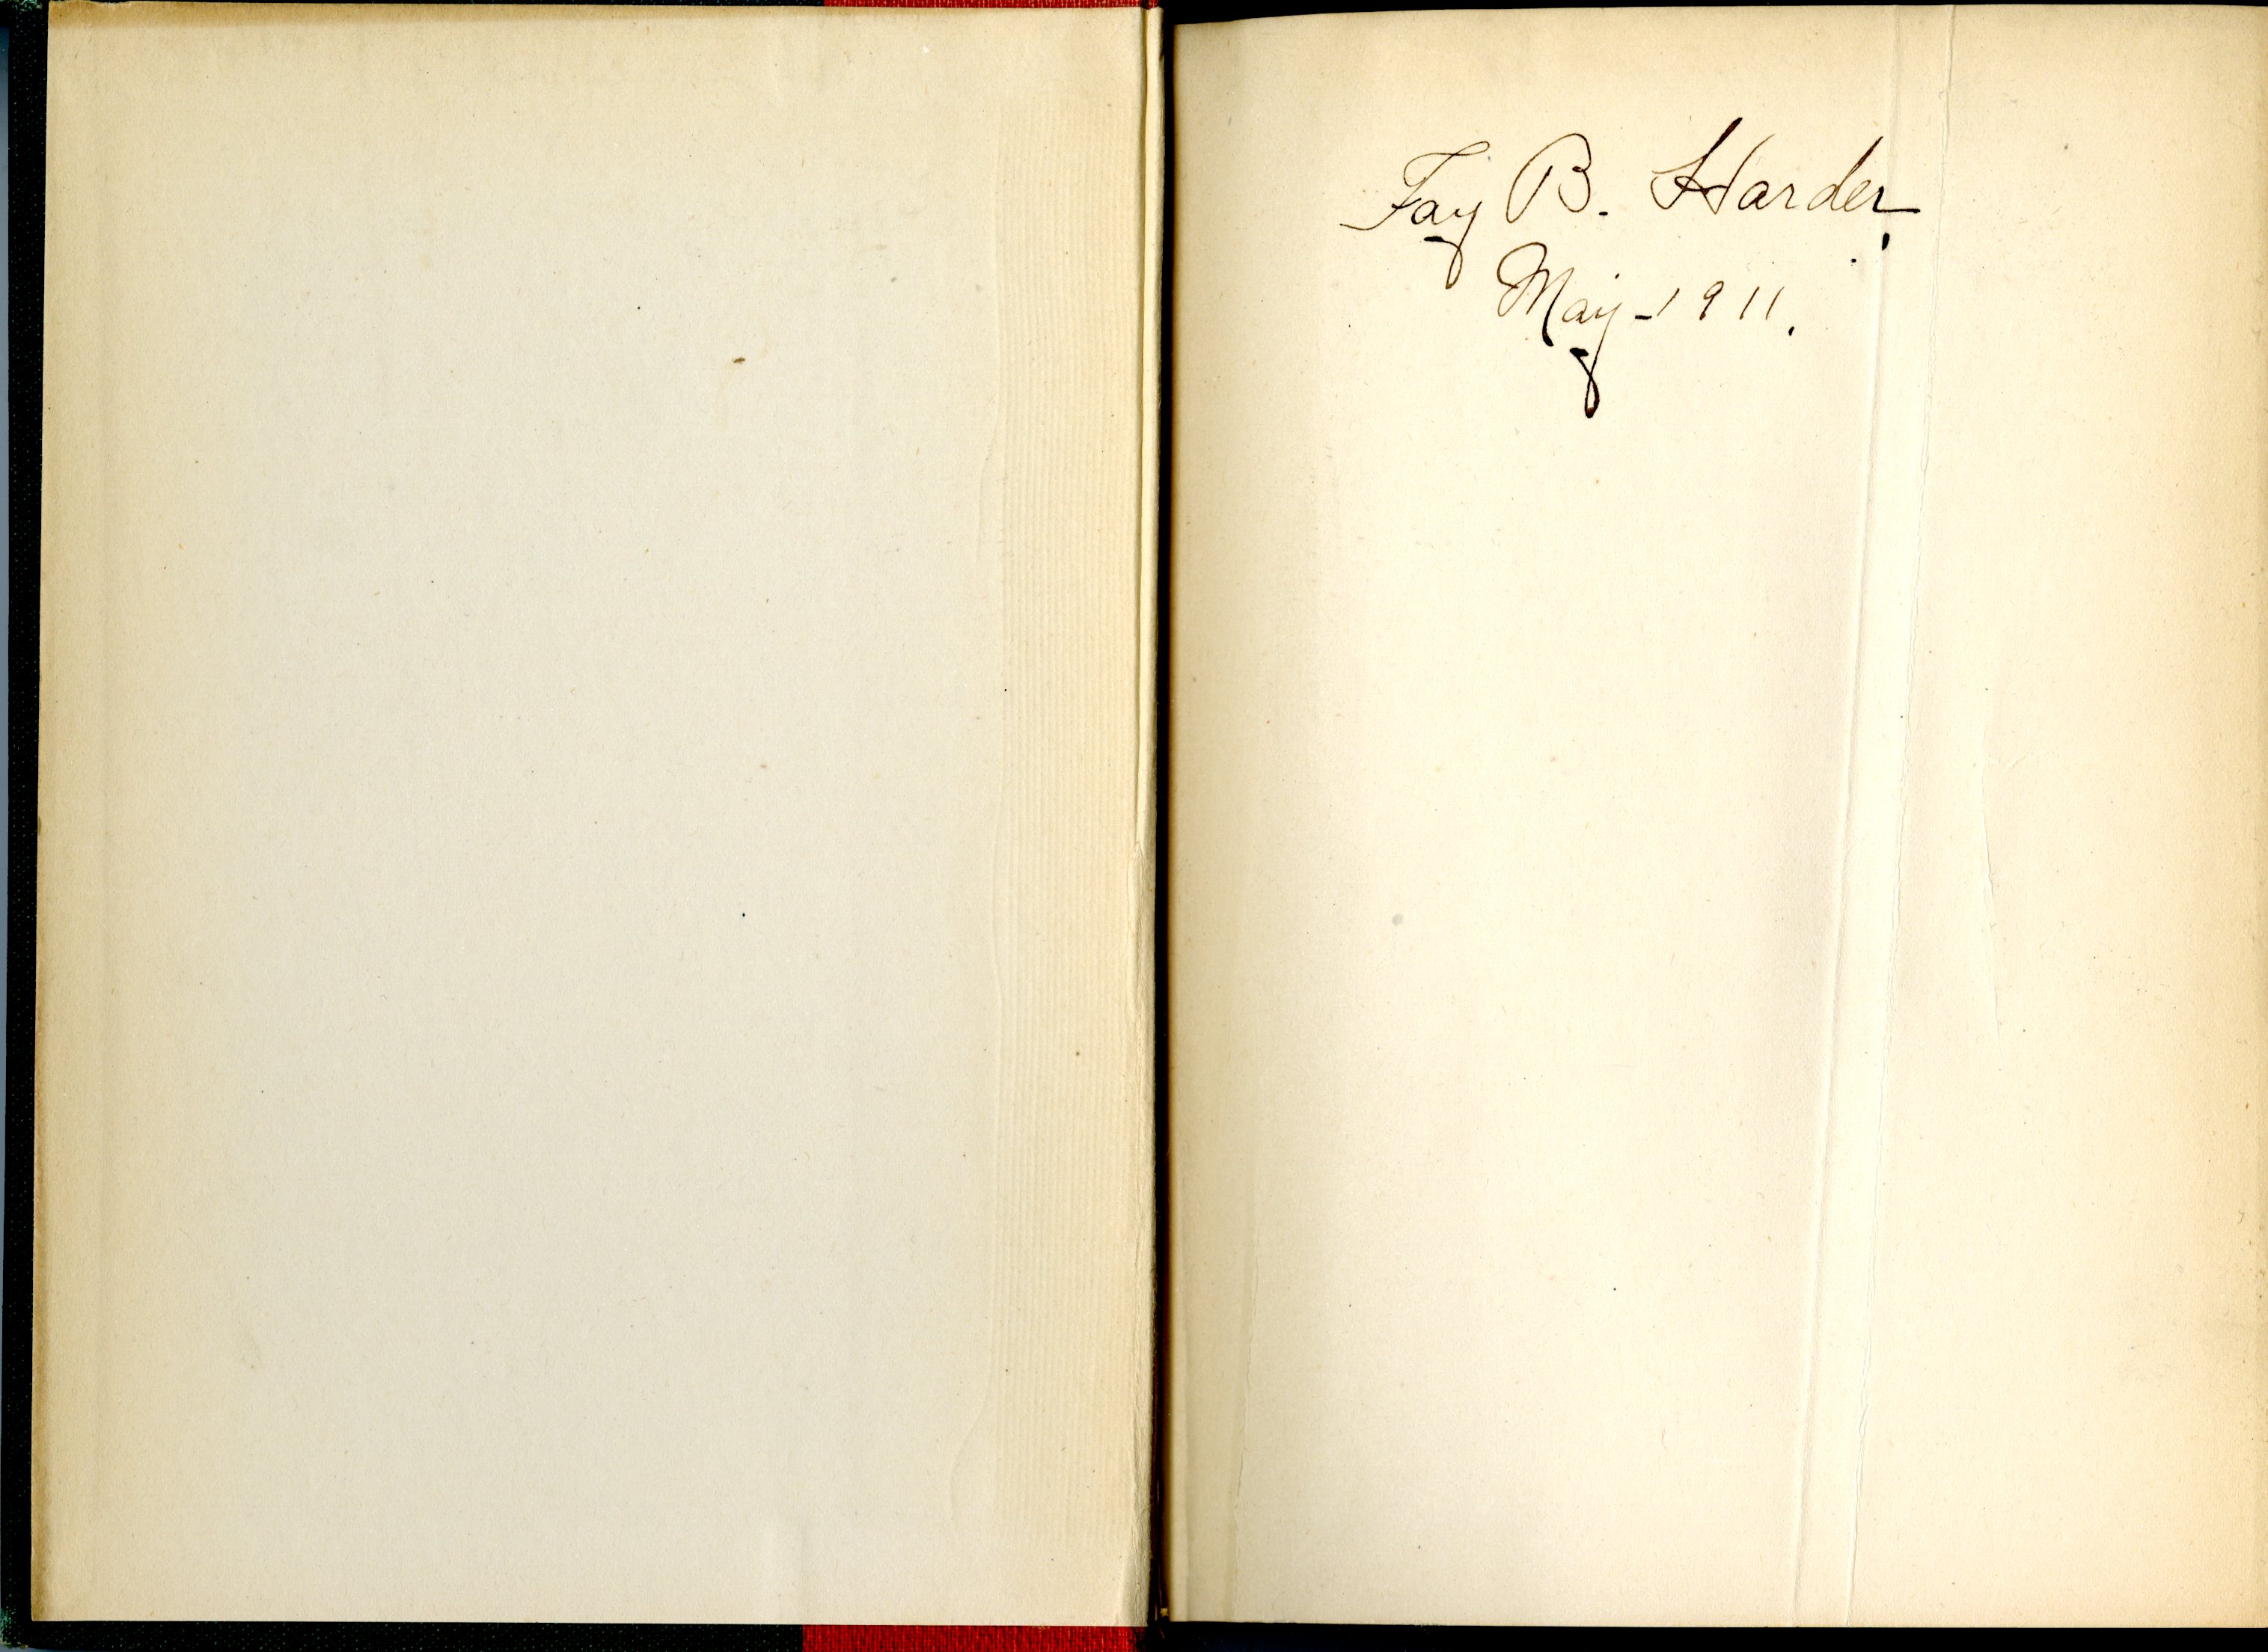 Fay B. Harder.
May - 1911.